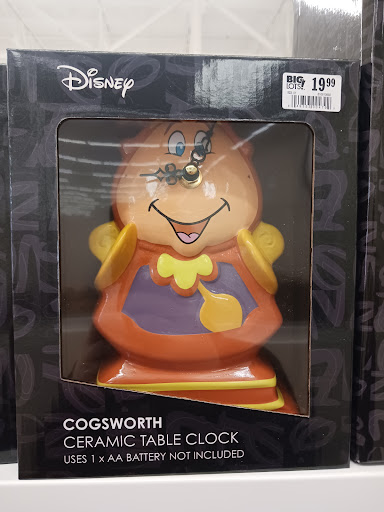 Disney
BIG LOTS! 19.99
COGSWORTH
CERAMIC TABLE CLOCK
USES 1 x AA BATTERY NOT INCLUDED